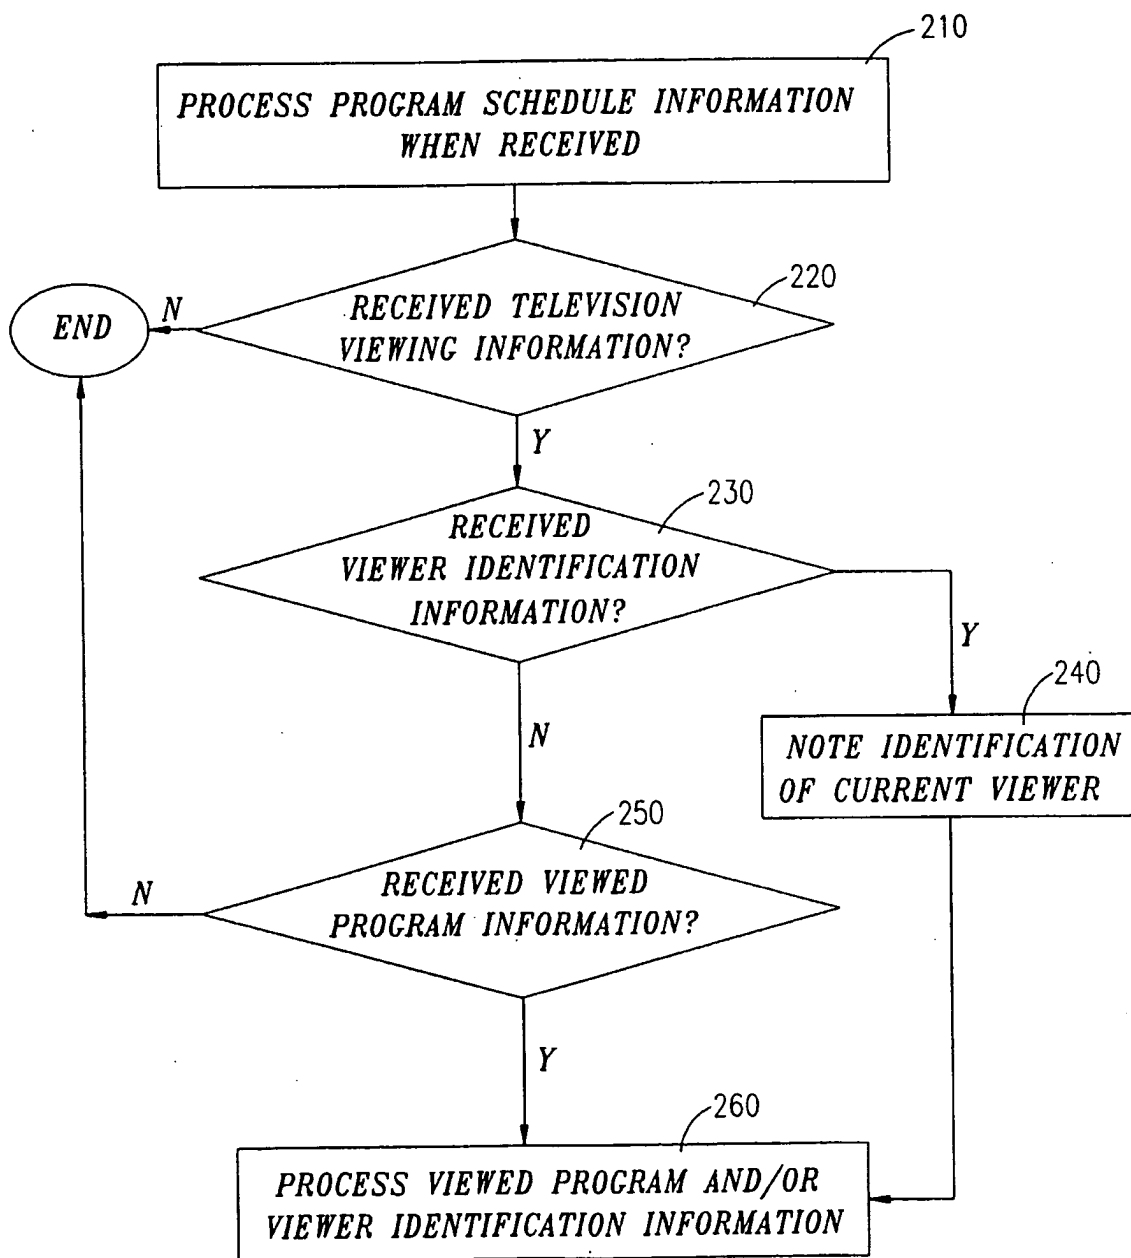 210
PROCESS PROGRAM SCHEDULE INFORMATION
WHEN RECEIVED
220
RECEIVED TELEVISION
VIEWING INFORMATION?
N
END
Y
230
RECEIVED
VIEWER IDENTIFICATION
INFORMATION?
Y
240
NOTE IDENTIFICATION
OF CURRENT VIEWER
N
250
RECEIVED VIEWED
PROGRAM INFORMATION?
N
Y
260
PROCESS VIEWED PROGRAM AND/OR
VIEWER IDENTIFICATION INFORMATION